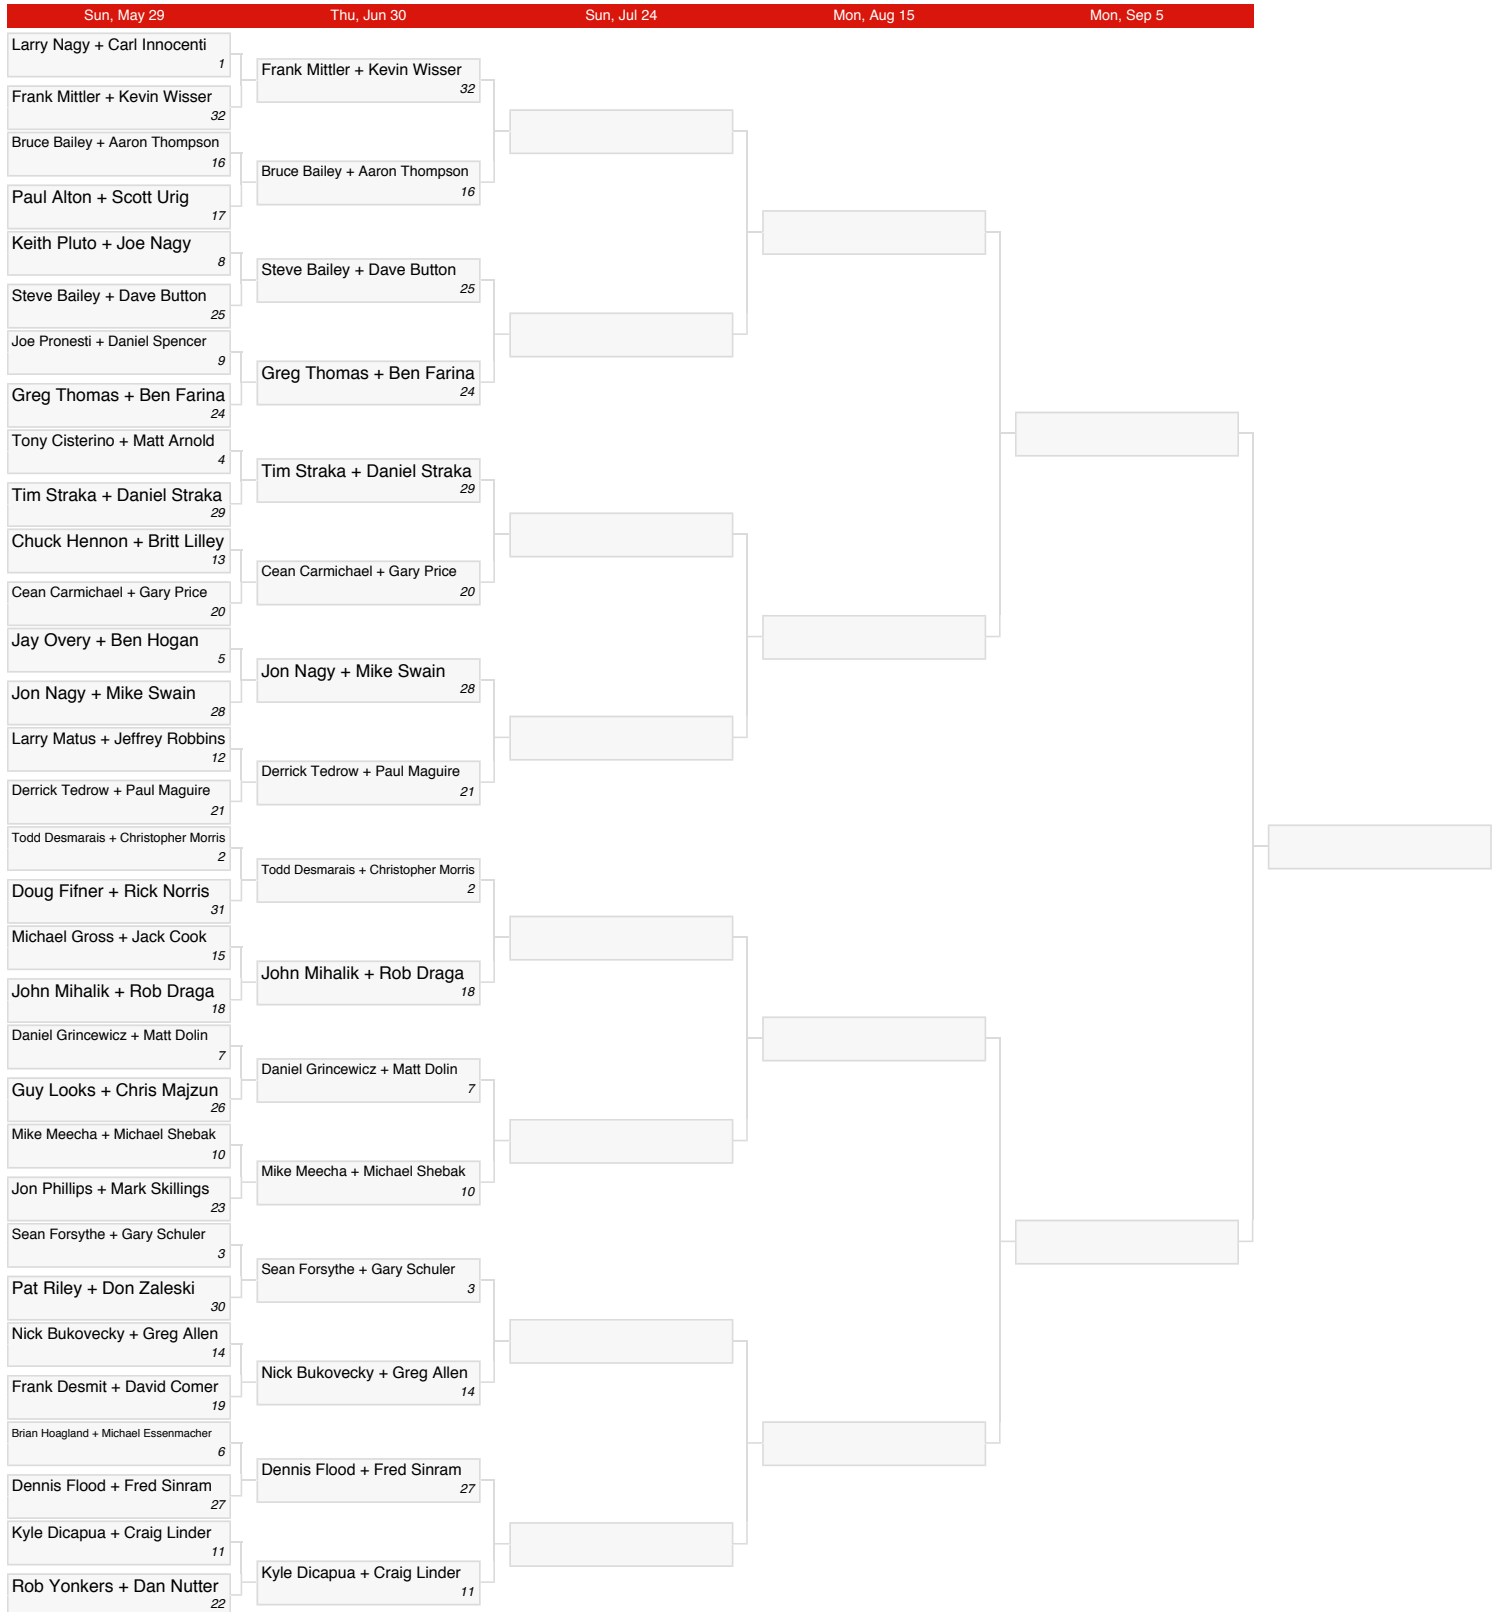 Sun, May 29
Thu, Jun 30
Sun, Jul 24
Mon, Aug 15
Mon, Sep 5
Larry Nagy + Carl Innocenti
1
Frank Mittler + Kevin Wisser
32
Bruce Bailey + Aaron Thompson
16
Paul Alton + Scott Urig
17
Keith Pluto + Joe Nagy
8
Steve Bailey + Dave Button
25
Joe Pronesti + Daniel Spencer
9
Greg Thomas + Ben Farina
24
Tony Cisterino + Matt Arnold
4
Tim Straka + Daniel Straka
29
Chuck Hennon + Britt Lilley
13
Cean Carmichael + Gary Price
20
Jay Overy + Ben Hogan
5
Jon Nagy + Mike Swain
28
Larry Matus + Jeffrey Robbins
12
Derrick Tedrow + Paul Maguire
21
Todd Desmarais + Christopher Morris
2
Doug Fifner + Rick Norris
31
Michael Gross + Jack Cook
15
John Mihalik + Rob Draga
18
Daniel Grincewicz + Matt Dolin
7
Guy Looks + Chris Majzun
26
Mike Meecha + Michael Shebak
10
Jon Phillips + Mark Skillings
23
Sean Forsythe + Gary Schuler
3
Pat Riley + Don Zaleski
30
Nick Bukovecky + Greg Allen
14
Frank Desmit + David Comer
19
Brian Hoagland + Michael Essenmacher
6
Dennis Flood + Fred Sinram
27
Kyle Dicapua + Craig Linder
11
Rob Yonkers + Dan Nutter
22
Frank Mittler + Kevin Wisser
32
Bruce Bailey + Aaron Thompson
16
Steve Bailey + Dave Button
25
Greg Thomas + Ben Farina
24
Tim Straka + Daniel Straka
29
Cean Carmichael + Gary Price
20
Jon Nagy + Mike Swain
28
Derrick Tedrow + Paul Maguire
21
Todd Desmarais + Christopher Morris
2
John Mihalik + Rob Draga
18
Daniel Grincewicz + Matt Dolin
7
Mike Meecha + Michael Shebak
10
Sean Forsythe + Gary Schuler
3
Nick Bukovecky + Greg Allen
14
Dennis Flood + Fred Sinram
27
Kyle Dicapua + Craig Linder
11